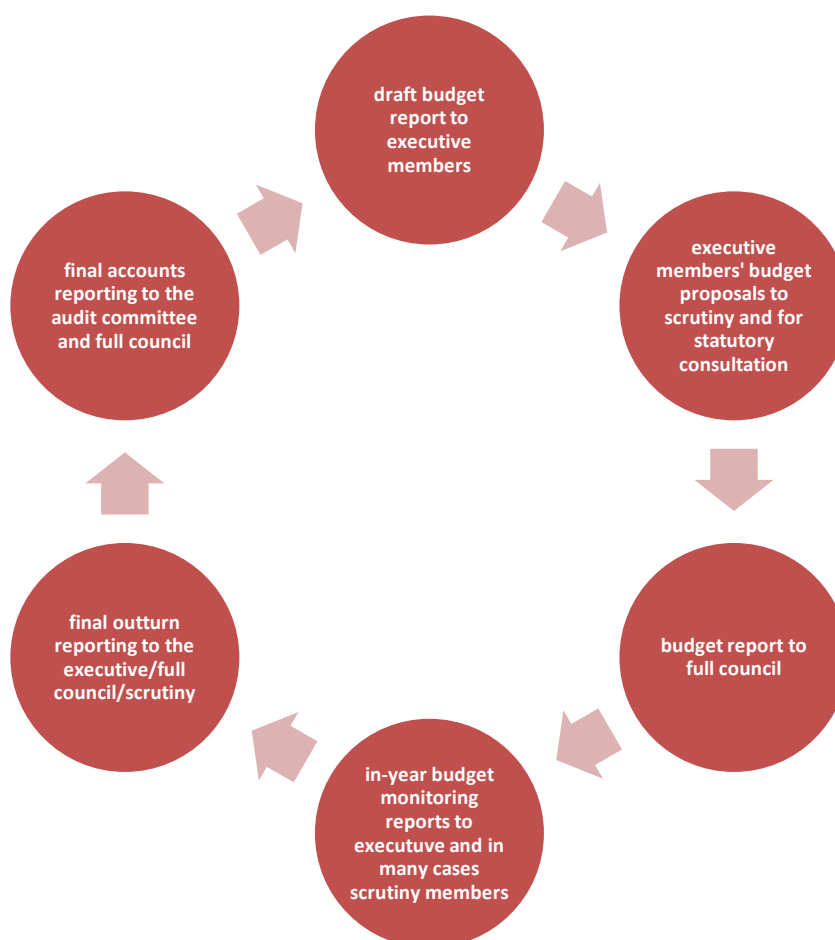 draft budget
report to
executive
members
executive
members' budget
proposals to
scrutiny and for
statutory
consultation
budget report to
full council
in-year budget
monitoring
reports to
executuve and in
many cases
scrutiny members
final outturn
reporting to the
executive/full
council/scrutiny
final accounts
reporting to the
audit committee
and full council